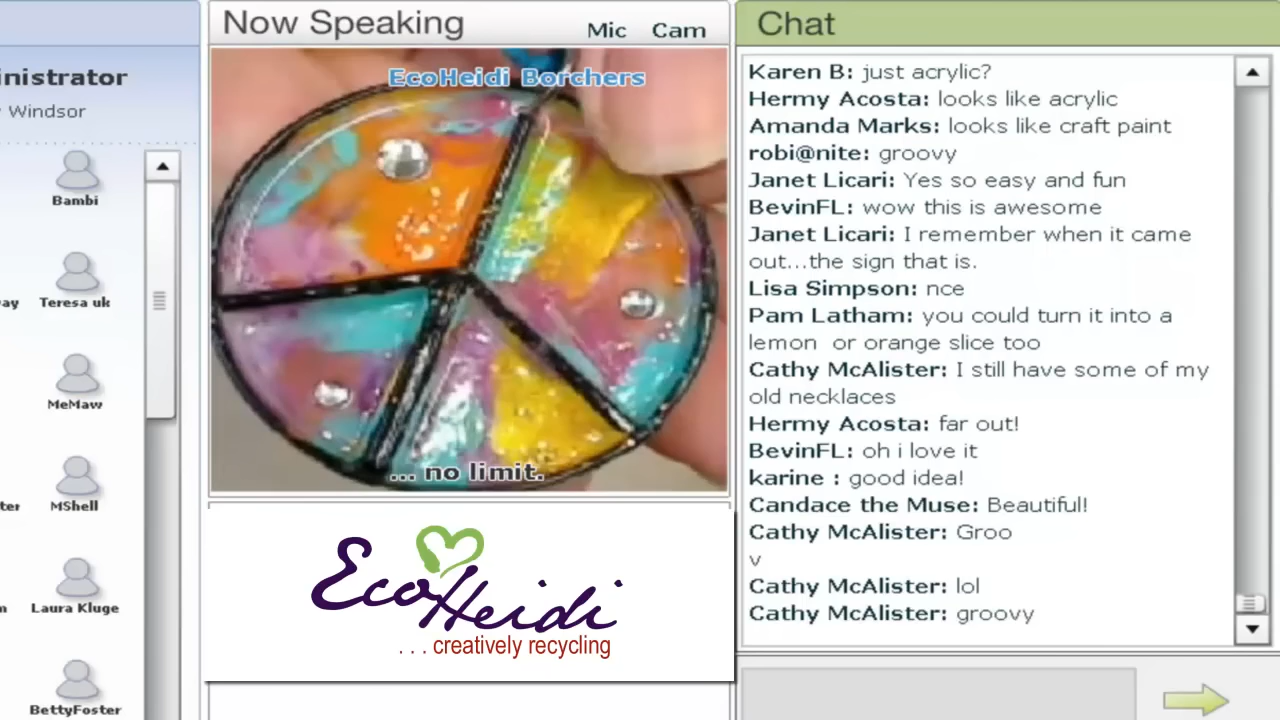 inistrator
Windsor
Bambi
ay
Teresa uk
MeMaw
ter
MShell
m
Laura Kluge
BettyFoster
Now Speaking
Mic
Cam
EcoHeidi Borchers
... no limit.
EcoHeidi
. . . creatively recycling
Chat
Karen B: just acrylic?
Hermy Acosta: looks like acrylic
Amanda Marks: looks like craft paint
robi@nite: groovy
Janet Licari: Yes so easy and fun
BevinFL: wow this is awesome
Janet Licari: I remember when it came
out...the sign that is.
Lisa Simpson: nce
Pam Latham: you could turn it into a
lemon or orange slice too
Cathy McAlister: I still have some of my
old necklaces
Hermy Acosta: far out!
BevinFL: oh i love it
karine : good idea!
Candace the Muse: Beautiful!
Cathy McAlister: Groo
v
Cathy McAlister: lol
Cathy McAlister: groovy